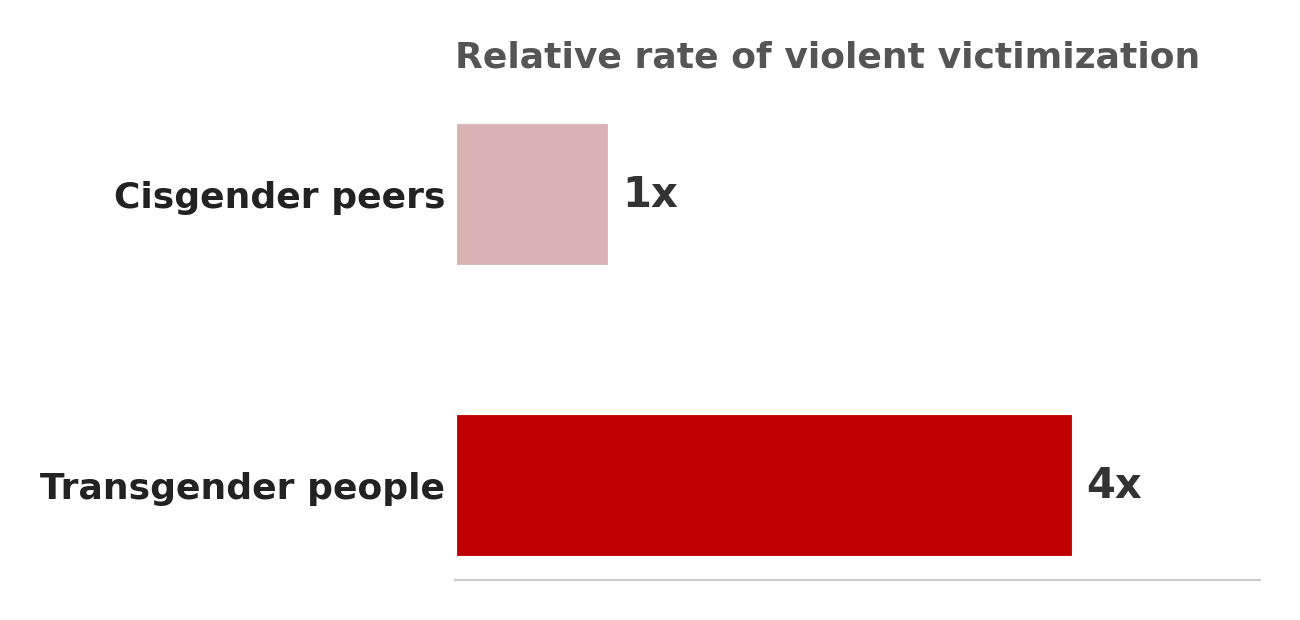 Relative rate of violent victimization
Cisgender peers
1x
Transgender people
4x